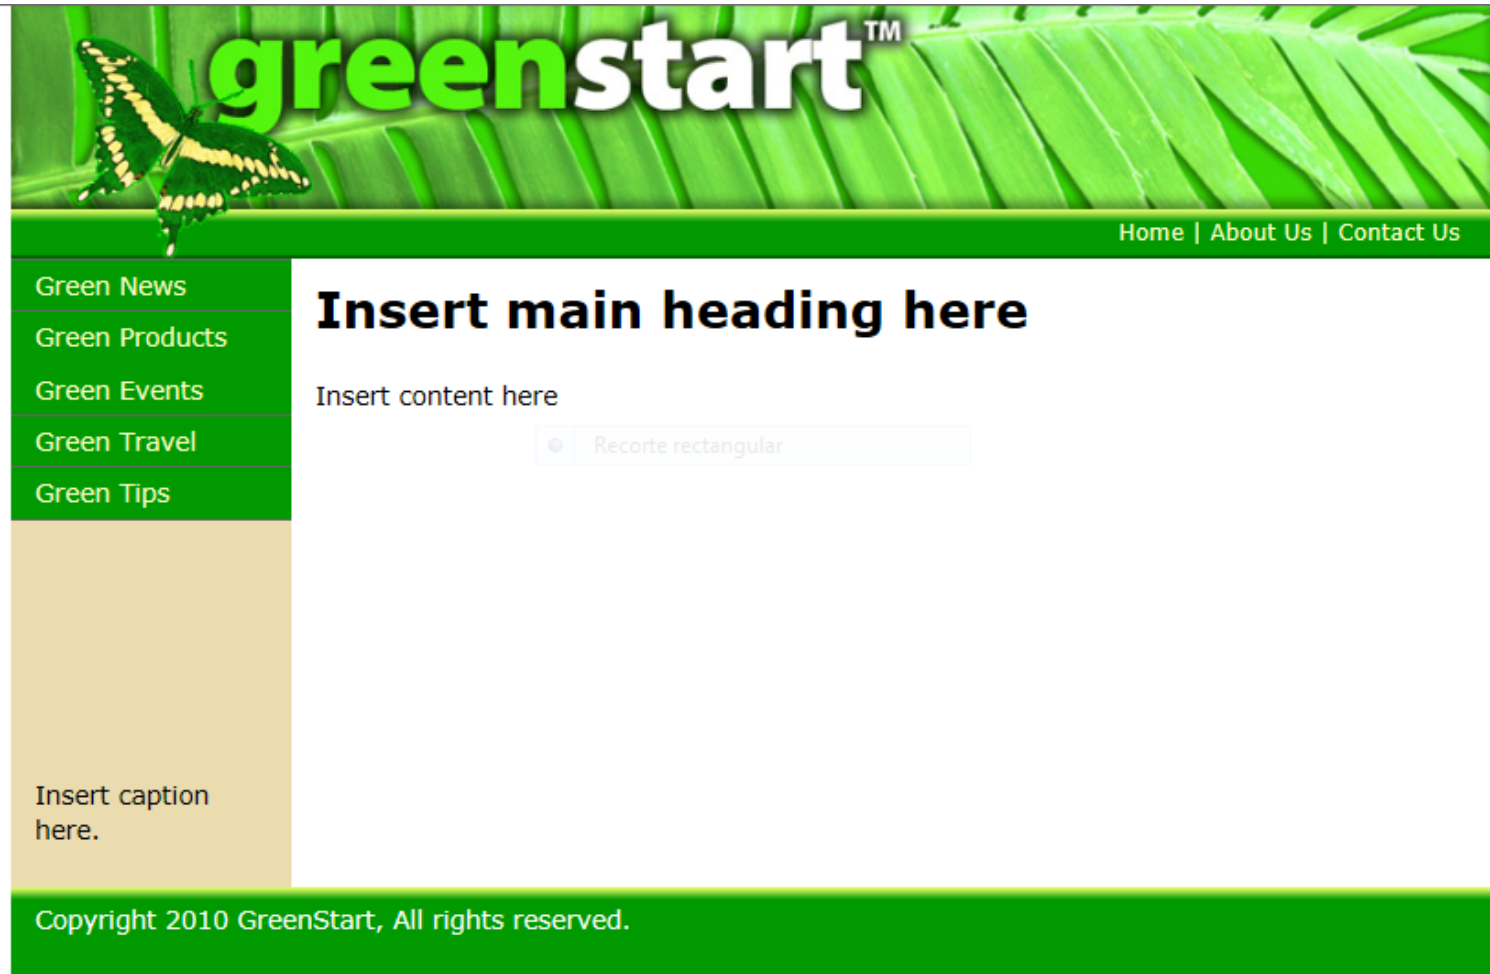 greenstart™
Home | About Us | Contact Us
Green News
Green Products
Green Events
Green Travel
Green Tips
Insert main heading here
Insert content here
Recorte rectangular
Insert caption
here.
Copyright 2010 GreenStart, All rights reserved.